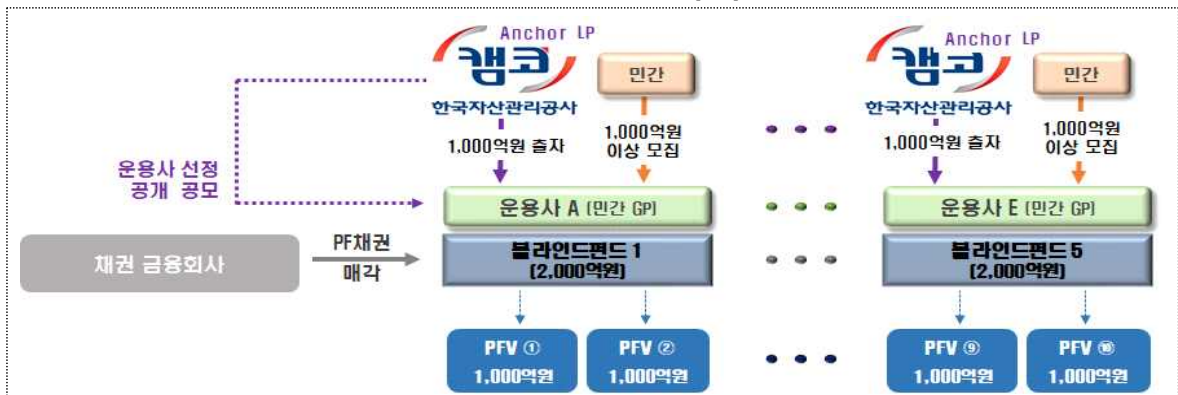 Anchor LP
캠코
한국자산관리공사
민간
1,000억원 출자
1,000억원
이상 모집
Anchor LP
캠코
한국자산관리공사
민간
1,000억원 출자
1,000억원
이상 모집
운용사 선정
공개 공모
운용사 A (민간 GP)
운용사 E (민간 GP)
채권 금융회사
PF채권
매각
블라인드펀드 1
(2,000억원)
블라인드펀드 5
(2,000억원)
PFV ①
1,000억원
PFV ②
1,000억원
PFV ⑨
1,000억원
PFV ⑩
1,000억원